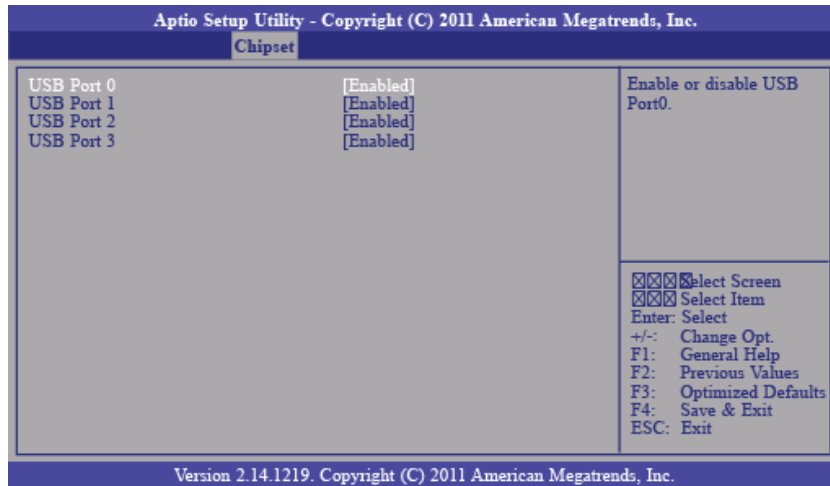 Aptio Setup Utility - Copyright (C) 2011 American Megatrends, Inc.
Chipset
USB Port 0 [Enabled]
USB Port 1 [Enabled]
USB Port 2 [Enabled]
USB Port 3 [Enabled]
Enable or disable USB
Port0.
Select Screen
Select Item
Enter: Select
+/-: Change Opt.
F1: General Help
F2: Previous Values
F3: Optimized Defaults
F4: Save & Exit
ESC: Exit
Version 2.14.1219. Copyright (C) 2011 American Megatrends, Inc.